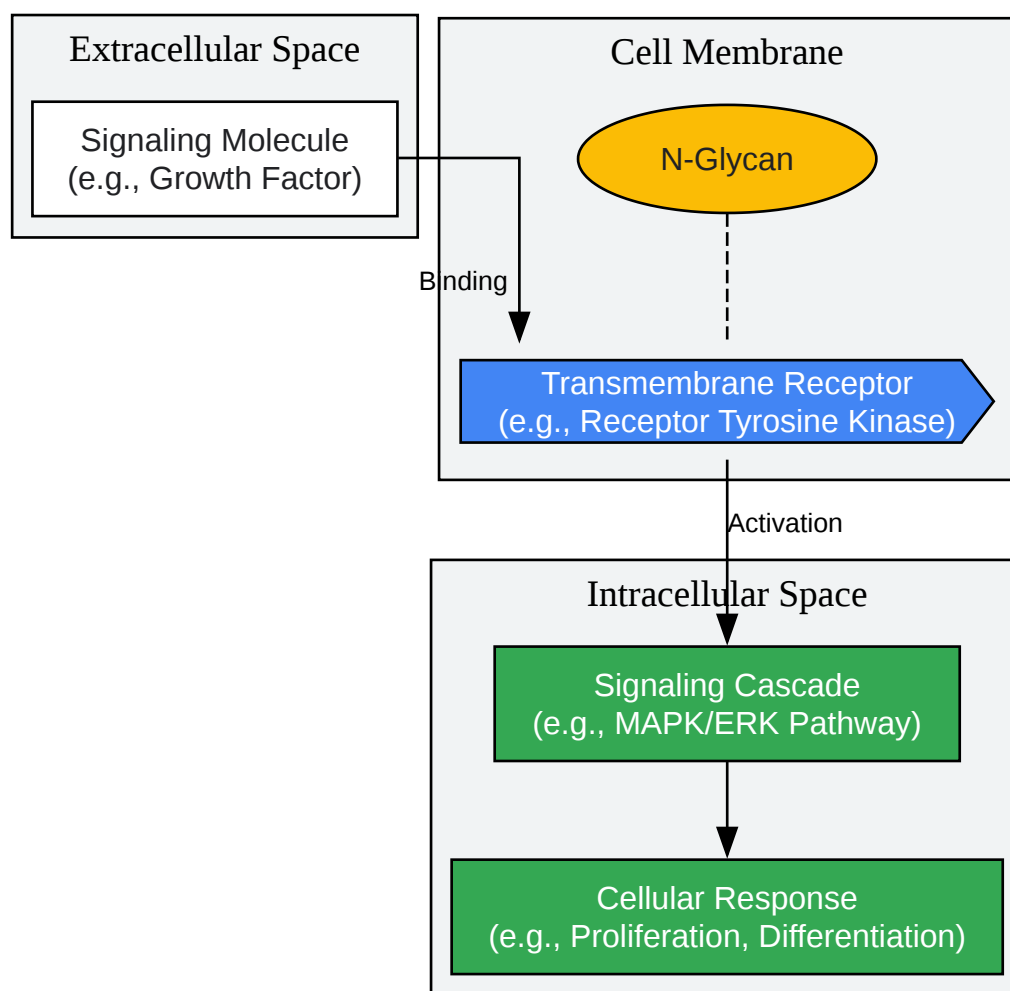 Extracellular Space
Signaling Molecule
(e.g., Growth Factor)
Cell Membrane
N-Glycan
Binding
Transmembrane Receptor
(e.g., Receptor Tyrosine Kinase)
Activation
Intracellular Space
Signaling Cascade
(e.g., MAPK/ERK Pathway)
Cellular Response
(e.g., Proliferation, Differentiation)